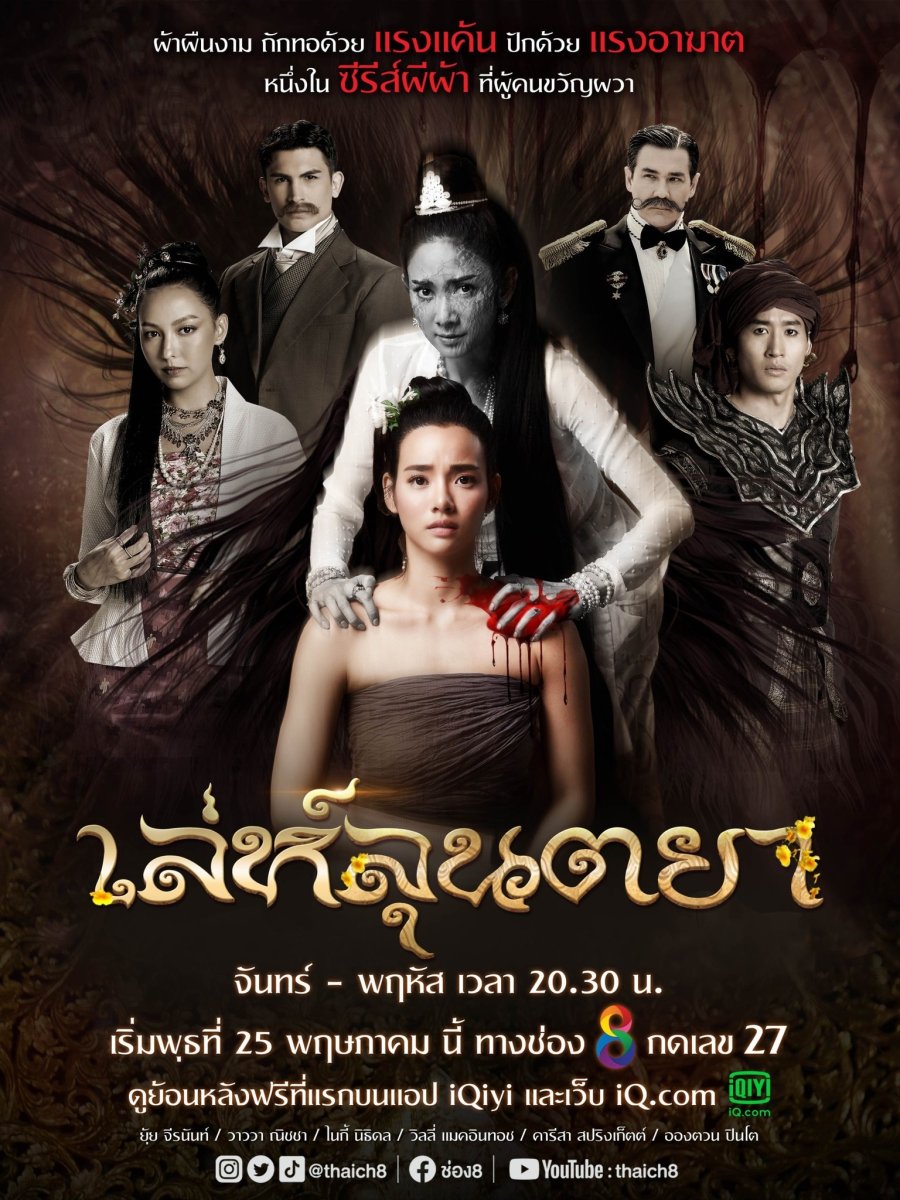 ผ้าผืนงาม ถักทอด้วย แรงแค้น ปักด้วย แรงอาฆาต
หนึ่งใน ซีรีส์ผีผ้า ที่ผู้คนขวัญผวา
เล่ห์ลุนตยา
จันทร์ - พฤหัส เวลา 20.30 น.
เริ่มพุธที่ 25 พฤษภาคม นี้ ทางช่อง 8 กดเลข 27
ดูย้อนหลังฟรีที่แรกบนแอป iQiyi และเว็บ iQ.com iQIYI iQ.com
ยุ้ย จีรนันท์ / วาววา ณิชชา / ไนกี้ นิธิดล / วิลลี่ แมคอินทอช / คารีสา สปริงเก็ตต์ / อองตวน ปินโต
@thaich8 | ช่อง8 | YouTube : thaich8